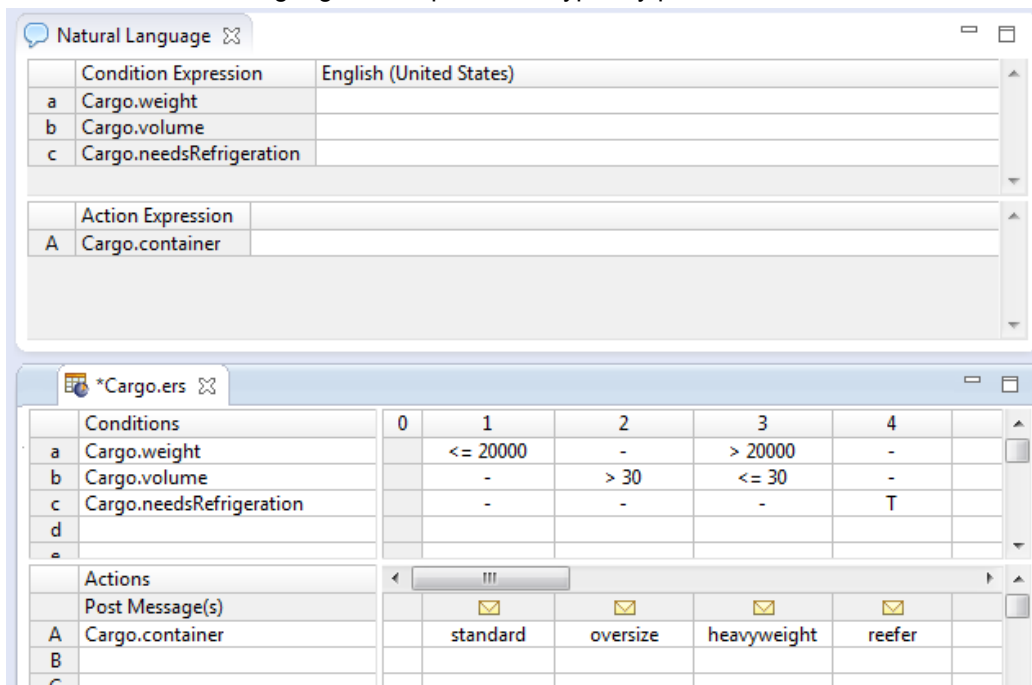 Natural Language
Condition Expression English (United States)
a Cargo.weight
b Cargo.volume
c Cargo.needsRefrigeration
Action Expression
A Cargo.container
*Cargo.ers
Conditions 0 1 2 3 4
a Cargo.weight <= 20000 - > 20000 -
b Cargo.volume - > 30 <= 30 -
c Cargo.needsRefrigeration - - - T
d
Actions
Post Message(s)
A Cargo.container standard oversize heavyweight reefer
B